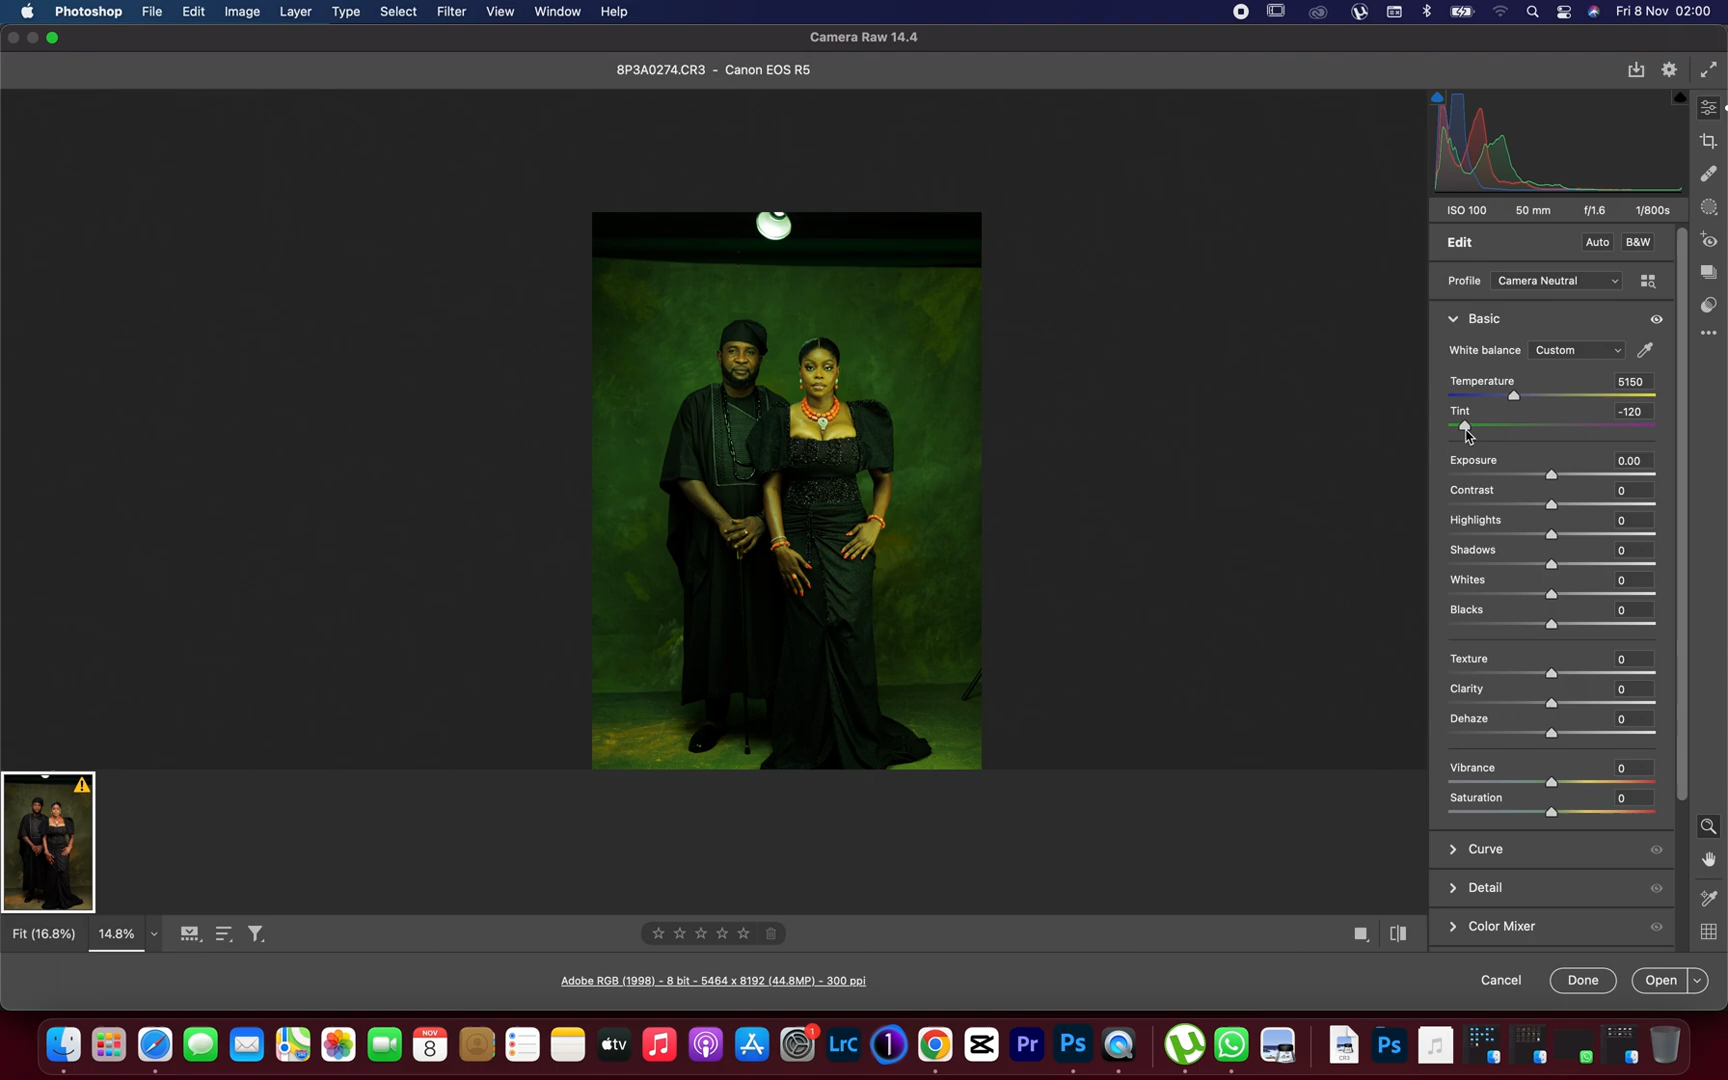 Photoshop File Edit Image Layer Type Select Filter View Window Help Fri 8 Nov 02:00
Camera Raw 14.4
8P3A0274.CR3 - Canon EOS R5
ISO 100 50 mm f/1.6 1/800s
Edit Auto B&W
Profile Camera Neutral
Basic
White balance Custom
Temperature 5150
Tint -120
Exposure 0.00
Contrast 0
Highlights 0
Shadows 0
Whites 0
Blacks 0
Texture 0
Clarity 0
Dehaze 0
Vibrance 0
Saturation 0
Curve
Detail
Color Mixer
Fit (16.8%) 14.8%
Adobe RGB (1998) - 8 bit - 5464 x 8192 (44.8MP) - 300 ppi
Cancel Done Open
NOV
8
tv
1
LrC
1
Pr
Ps
CR3
Ps